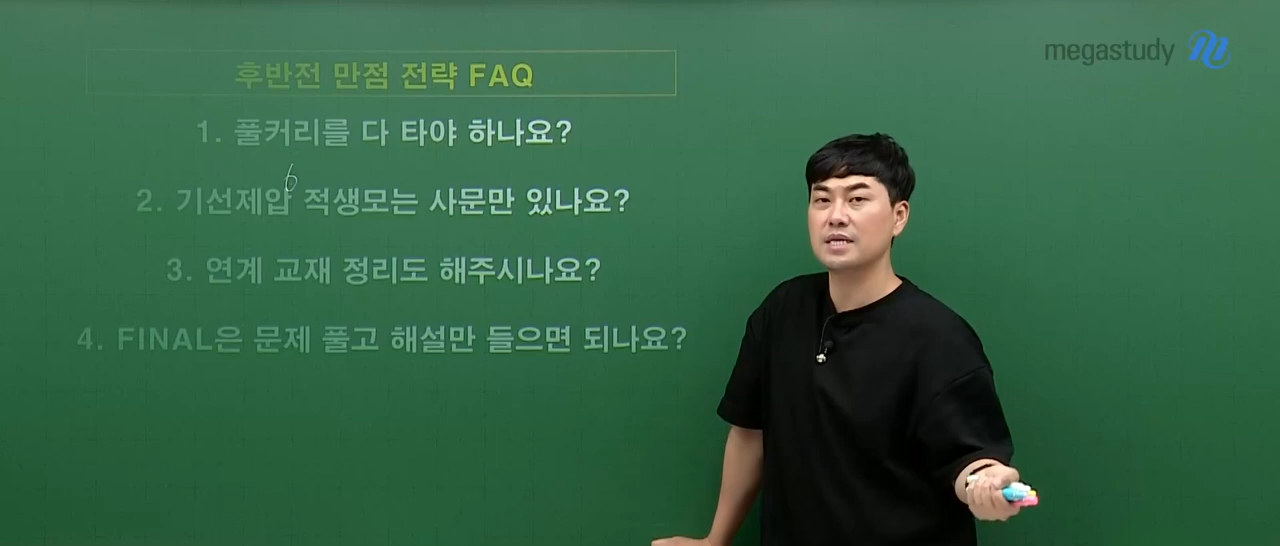 megastudy
후반전 만점 전략 FAQ
1. 풀커리를 다 타야 하나요?
6
2. 기선제압 적생모는 사문만 있나요?
3. 연계 교재 정리도 해주시나요?
4. FINAL은 문제 풀고 해설만 들으면 되나요?